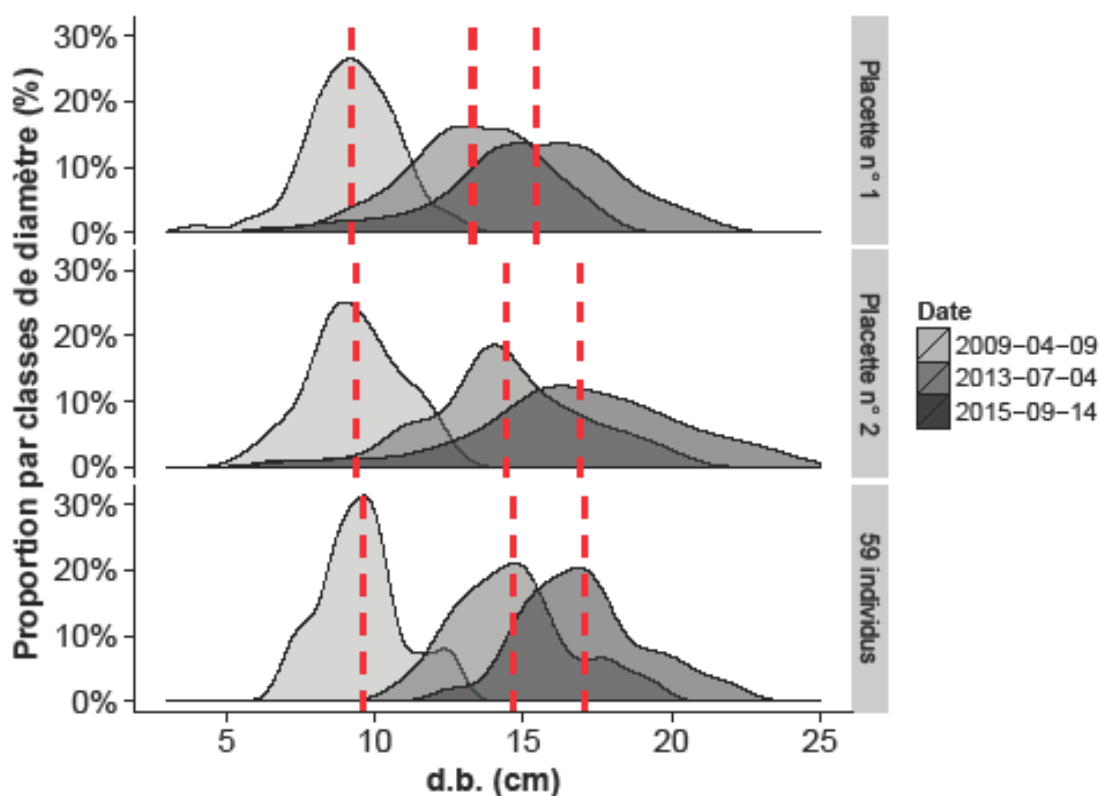 Proportion par classes de diamètre (%)
30%
20%
10%
0%
Placette n° 1
30%
20%
10%
0%
Placette n° 2
30%
20%
10%
0%
59 individus
5 10 15 20 25
d.b. (cm)
Date
2009-04-09
2013-07-04
2015-09-14